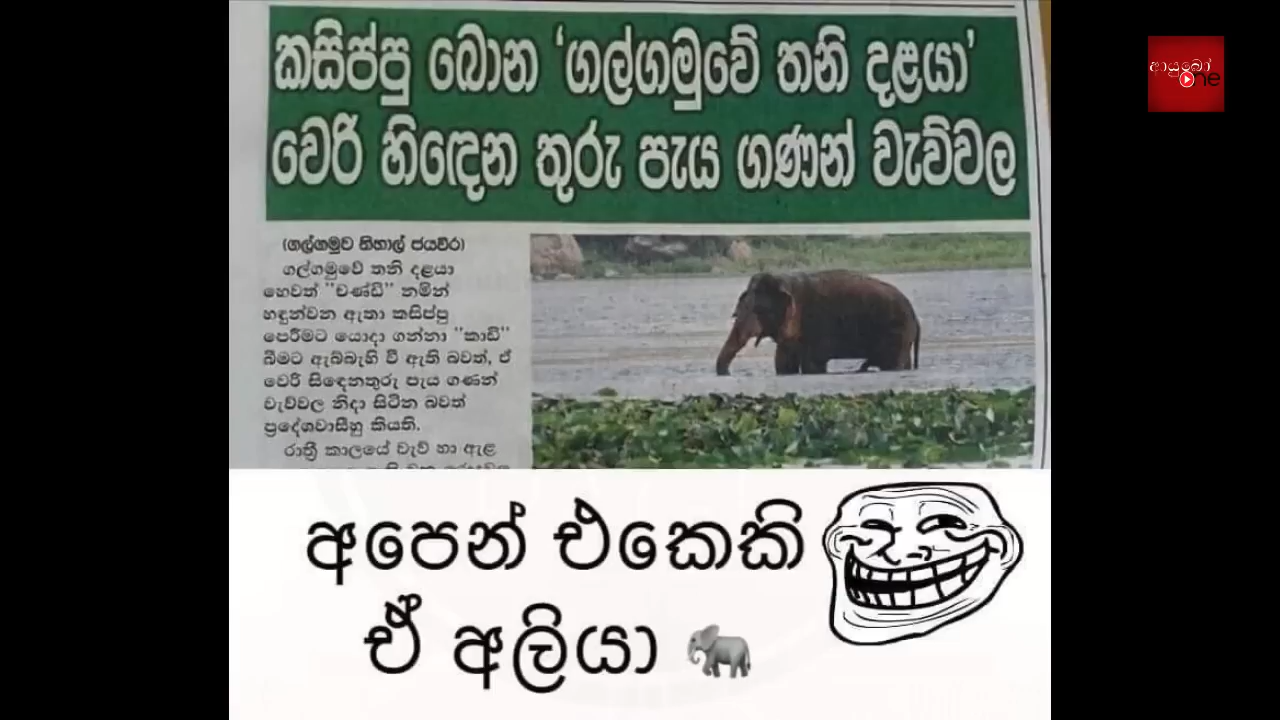 කසිප්පු බොන ‘ගල්ගමුවේ තනි දළයා’
වෙරි හිඳෙන තුරු පැය ගණන් වැව්වල
(ගල්ගමුව නිහාල් ජයවීර)
ගල්ගමුවේ තනි දළයා
හෙවත් "චණ්ඩි" නමින්
හඳුන්වන ඇතා කසිප්පු
පෙරීමට යොදා ගන්නා "කාඩි"
බීමට ඇබ්බැහි වී ඇති බවත්, ඒ
වෙරි සිඳෙනතුරු පැය ගණන්
වැව්වල නිදා සිටින බවත්
ප්‍රදේශවාසීහු කියති.
රාත්‍රී කාලයේ වැව් හා ඇළ
අපෙන් එකෙකි
ඒ අලියා
ආයුබෝ
one